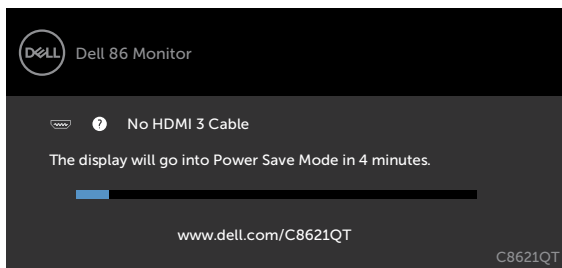 DELL
Dell 86 Monitor
? No HDMI 3 Cable
The display will go into Power Save Mode in 4 minutes.
www.dell.com/C8621QT
C8621QT